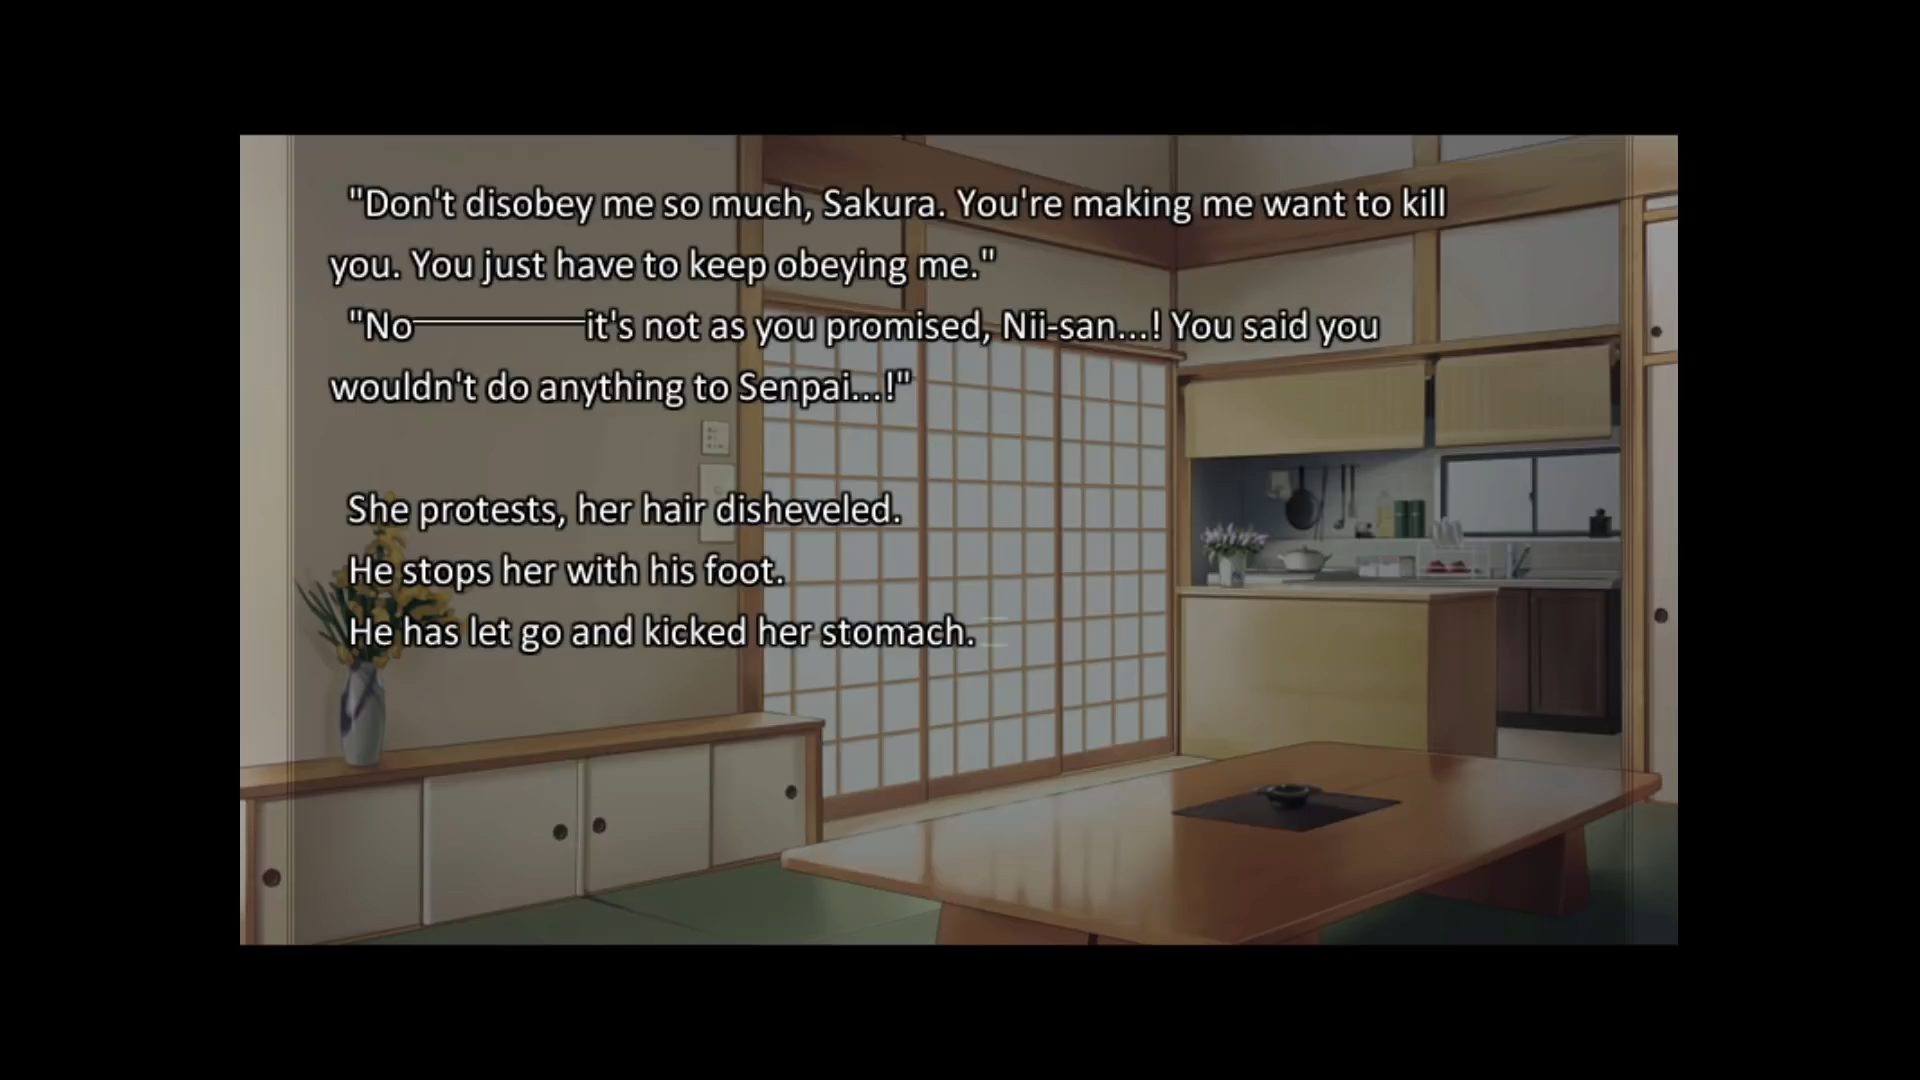 "Don't disobey me so much, Sakura. You're making me want to kill
you. You just have to keep obeying me."
"No————it's not as you promised, Nii-san...! You said you
wouldn't do anything to Senpai...!"
She protests, her hair disheveled.
He stops her with his foot.
He has let go and kicked her stomach.